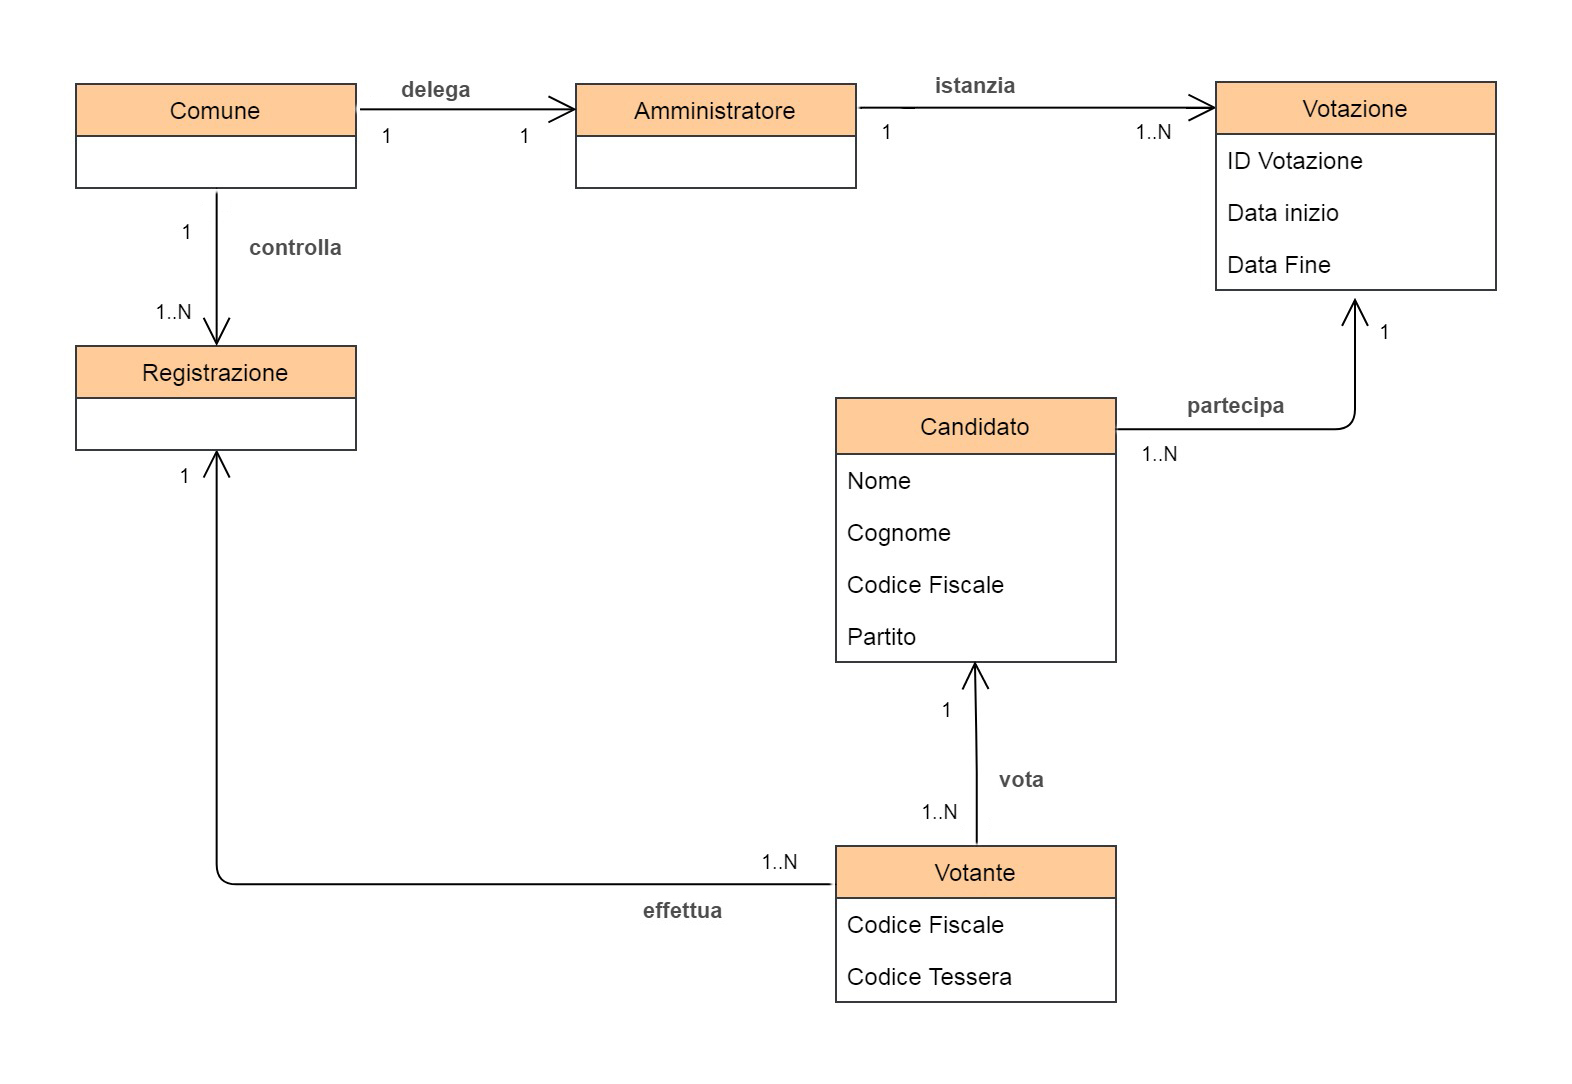 delega
istanzia
Comune
Amministratore
Votazione
1
1
1
1..N
ID Votazione
Data inizio
Data Fine
1
controlla
1..N
1
Registrazione
partecipa
Candidato
1..N
1
Nome
Cognome
Codice Fiscale
Partito
1
vota
1..N
1..N
Votante
effettua
Codice Fiscale
Codice Tessera